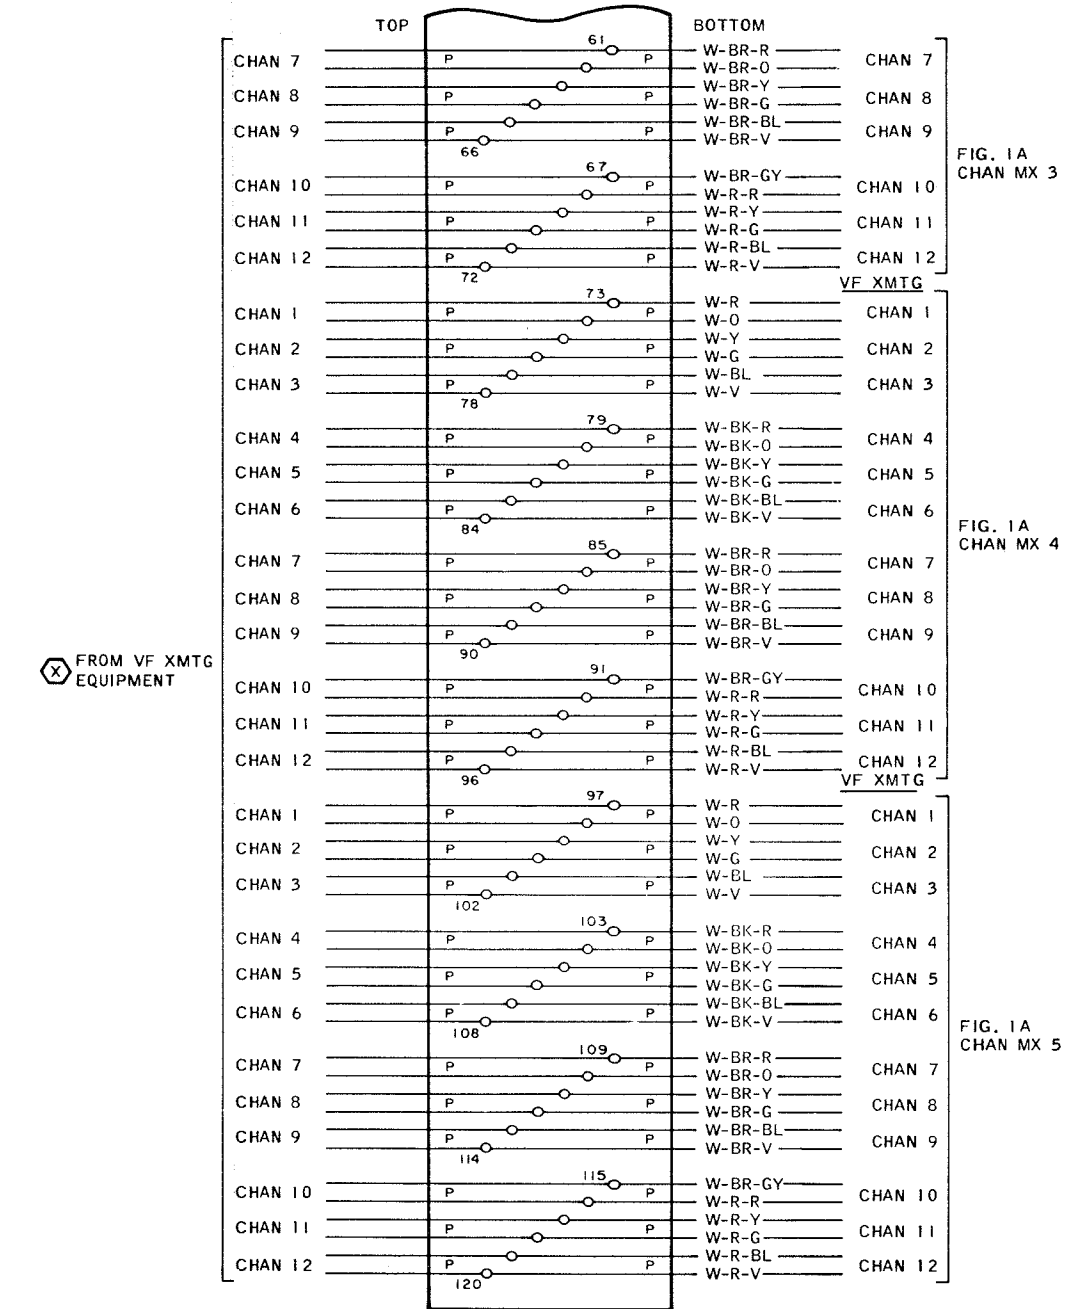 TOP BOTTOM
61 W-BR-R
CHAN 7 P P W-BR-O CHAN 7
W-BR-Y
CHAN 8 P P W-BR-G CHAN 8
W-BR-BL
CHAN 9 P P W-BR-V CHAN 9
66
FIG. 1A
CHAN MX 3
67 W-BR-GY
CHAN 10 P P W-R-R CHAN 10
W-R-Y
CHAN 11 P P W-R-G CHAN 11
W-R-BL
CHAN 12 P P W-R-V CHAN 12
72
VF XMTG
73 W-R
CHAN 1 P P W-O CHAN 1
W-Y
CHAN 2 P P W-G CHAN 2
W-BL
CHAN 3 P P W-V CHAN 3
78
79 W-BK-R
CHAN 4 P P W-BK-O CHAN 4
W-BK-Y
CHAN 5 P P W-BK-G CHAN 5
W-BK-BL
CHAN 6 P P W-BK-V CHAN 6
84
FIG. 1A
CHAN MX 4
85 W-BR-R
CHAN 7 P P W-BR-O CHAN 7
W-BR-Y
CHAN 8 P P W-BR-G CHAN 8
W-BR-BL
CHAN 9 P P W-BR-V CHAN 9
90
X FROM VF XMTG
EQUIPMENT
91 W-BR-GY
CHAN 10 P P W-R-R CHAN 10
W-R-Y
CHAN 11 P P W-R-G CHAN 11
W-R-BL
CHAN 12 P P W-R-V CHAN 12
96
VF XMTG
97 W-R
CHAN 1 P P W-O CHAN 1
W-Y
CHAN 2 P P W-G CHAN 2
W-BL
CHAN 3 P P W-V CHAN 3
102
103 W-BK-R
CHAN 4 P P W-BK-O CHAN 4
W-BK-Y
CHAN 5 P P W-BK-G CHAN 5
W-BK-BL
CHAN 6 P P W-BK-V CHAN 6
108
FIG. 1A
CHAN MX 5
109 W-BR-R
CHAN 7 P P W-BR-O CHAN 7
W-BR-Y
CHAN 8 P P W-BR-G CHAN 8
W-BR-BL
CHAN 9 P P W-BR-V CHAN 9
114
115 W-BR-GY
CHAN 10 P P W-R-R CHAN 10
W-R-Y
CHAN 11 P P W-R-G CHAN 11
W-R-BL
CHAN 12 P P W-R-V CHAN 12
120